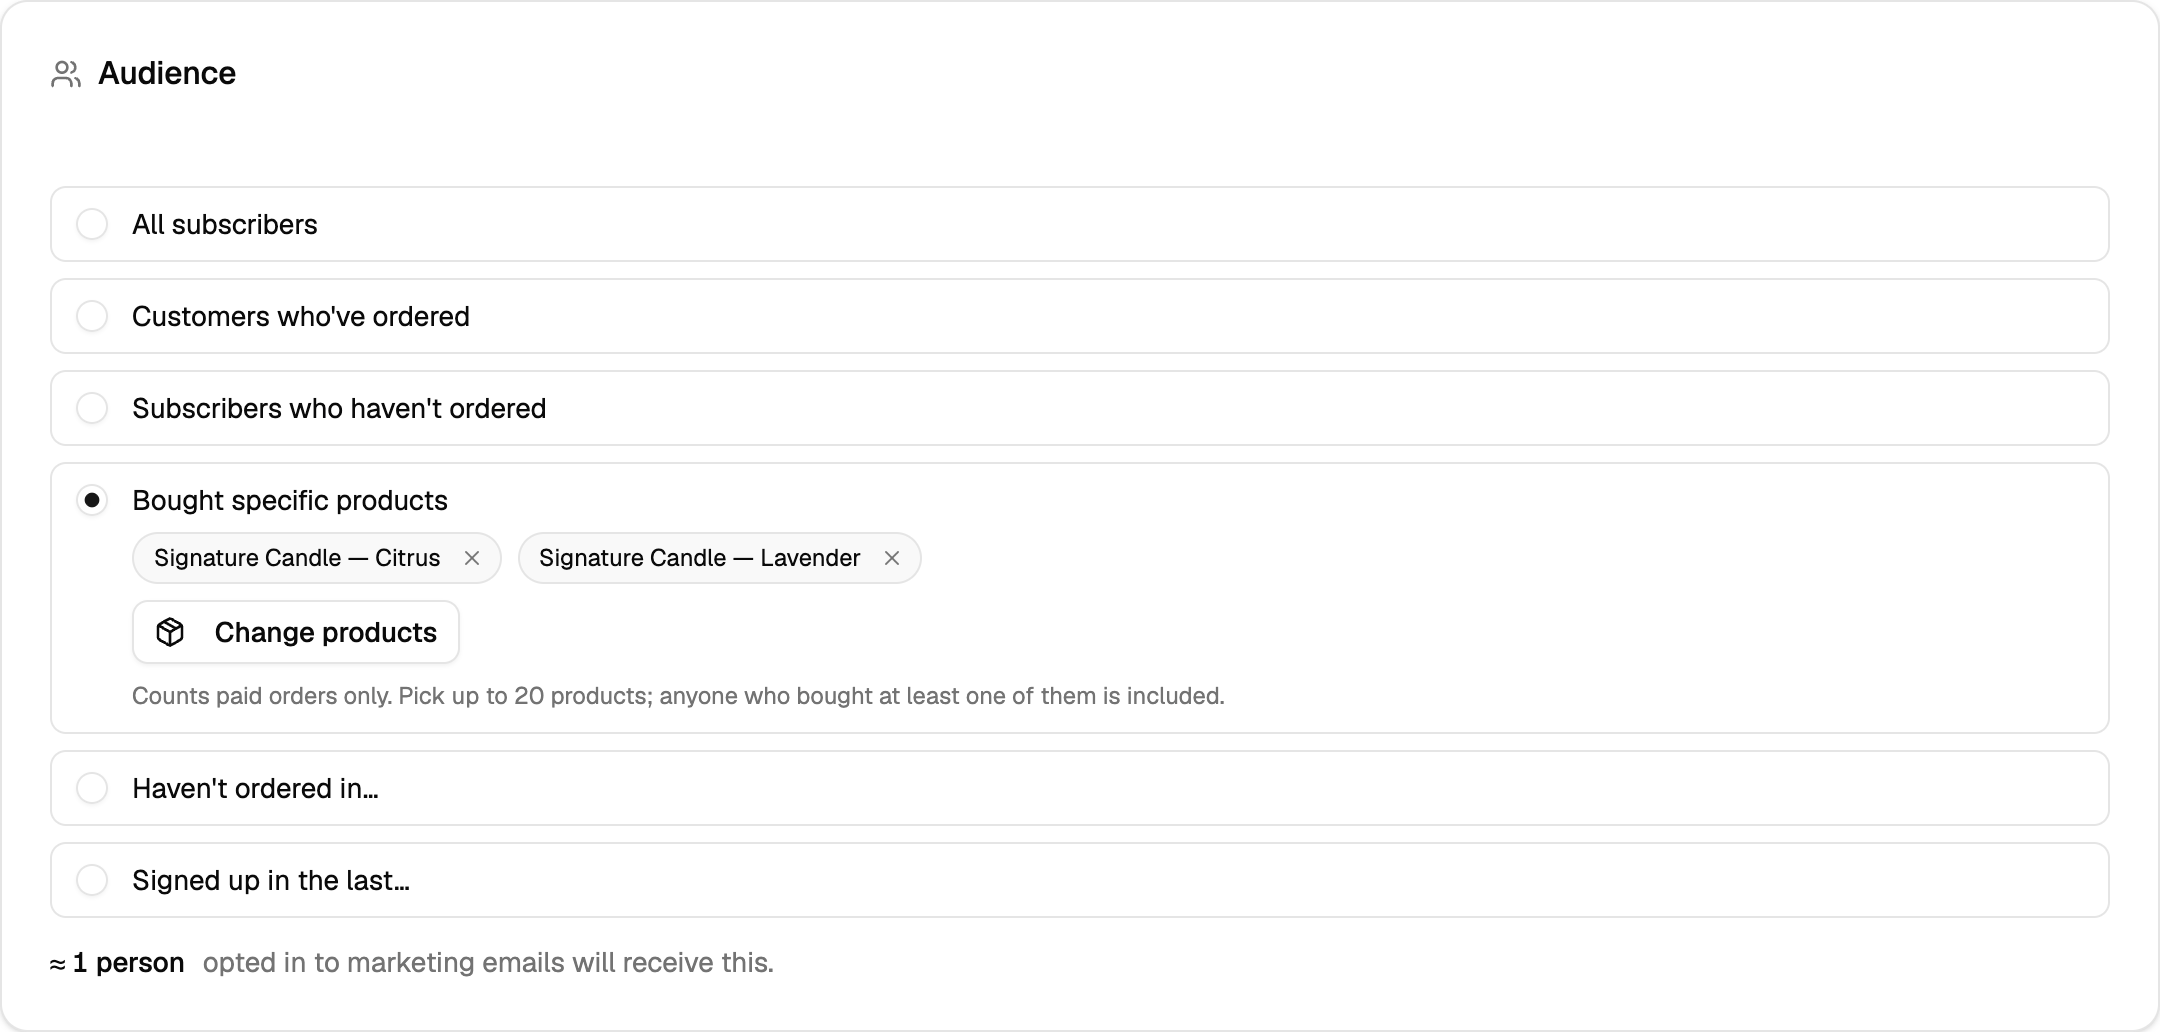 Audience
All subscribers
Customers who've ordered
Subscribers who haven't ordered
Bought specific products
Signature Candle — Citrus
Signature Candle — Lavender
Change products
Counts paid orders only. Pick up to 20 products; anyone who bought at least one of them is included.
Haven't ordered in…
Signed up in the last…
≈ 1 person opted in to marketing emails will receive this.